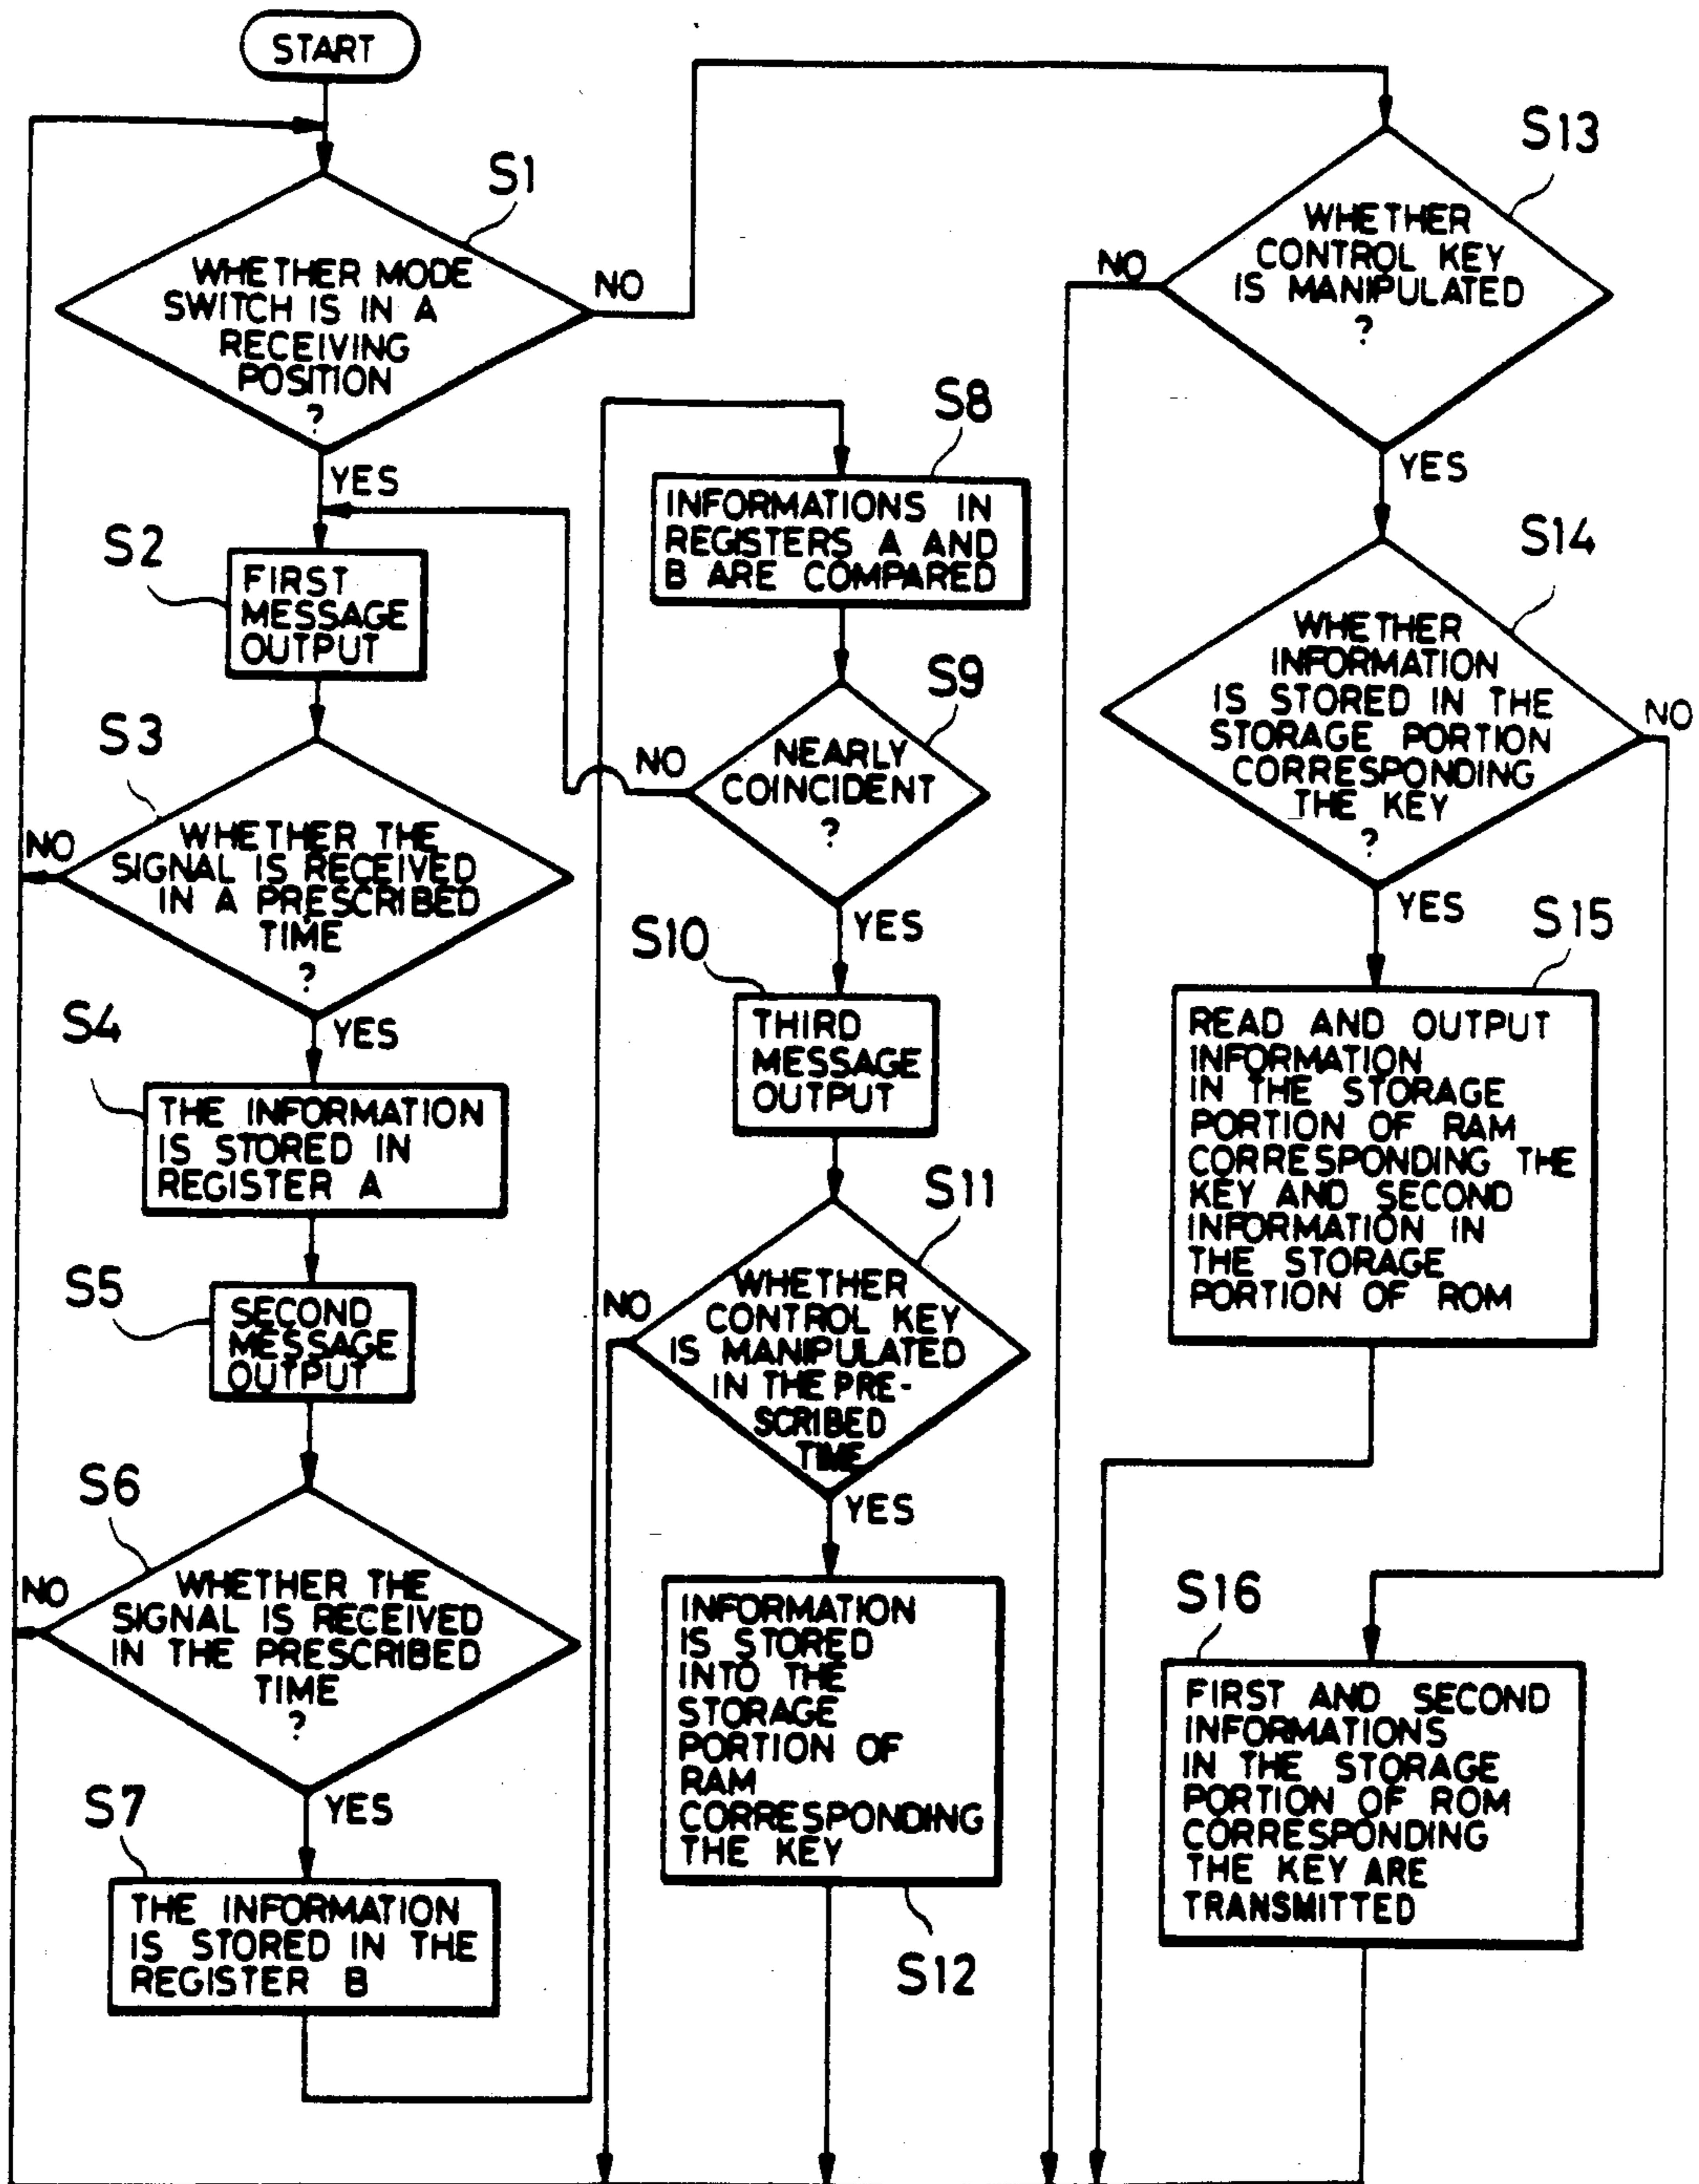 START
S1
WHETHER MODE
SWITCH IS IN A
RECEIVING
POSITION
?
NO
YES
S2
FIRST
MESSAGE
OUTPUT
S3
WHETHER THE
SIGNAL IS RECEIVED
IN A PRESCRIBED
TIME
?
NO
YES
S4
THE INFORMATION
IS STORED IN
REGISTER A
S5
SECOND
MESSAGE
OUTPUT
S6
WHETHER THE
SIGNAL IS RECEIVED
IN THE PRESCRIBED
TIME
?
NO
YES
S7
THE INFORMATION
IS STORED IN THE
REGISTER B
S8
INFORMATIONS IN
REGISTERS A AND
B ARE COMPARED
S9
NEARLY
COINCIDENT
?
NO
YES
S10
THIRD
MESSAGE
OUTPUT
S11
WHETHER
CONTROL KEY
IS MANIPULATED
IN THE PRE-
SCRIBED
TIME
NO
YES
INFORMATION
IS STORED
INTO THE
STORAGE
PORTION OF
RAM
CORRESPONDING
THE KEY
S12
S13
WHETHER
CONTROL KEY
IS MANIPULATED
?
NO
YES
S14
WHETHER
INFORMATION
IS STORED IN THE
STORAGE PORTION
CORRESPONDING
THE KEY
?
NO
YES
S15
READ AND OUTPUT
INFORMATION
IN THE STORAGE
PORTION OF RAM
CORRESPONDING THE
KEY AND SECOND
INFORMATION IN
THE STORAGE
PORTION OF ROM
S16
FIRST AND SECOND
INFORMATIONS
IN THE STORAGE
PORTION OF ROM
CORRESPONDING
THE KEY ARE
TRANSMITTED